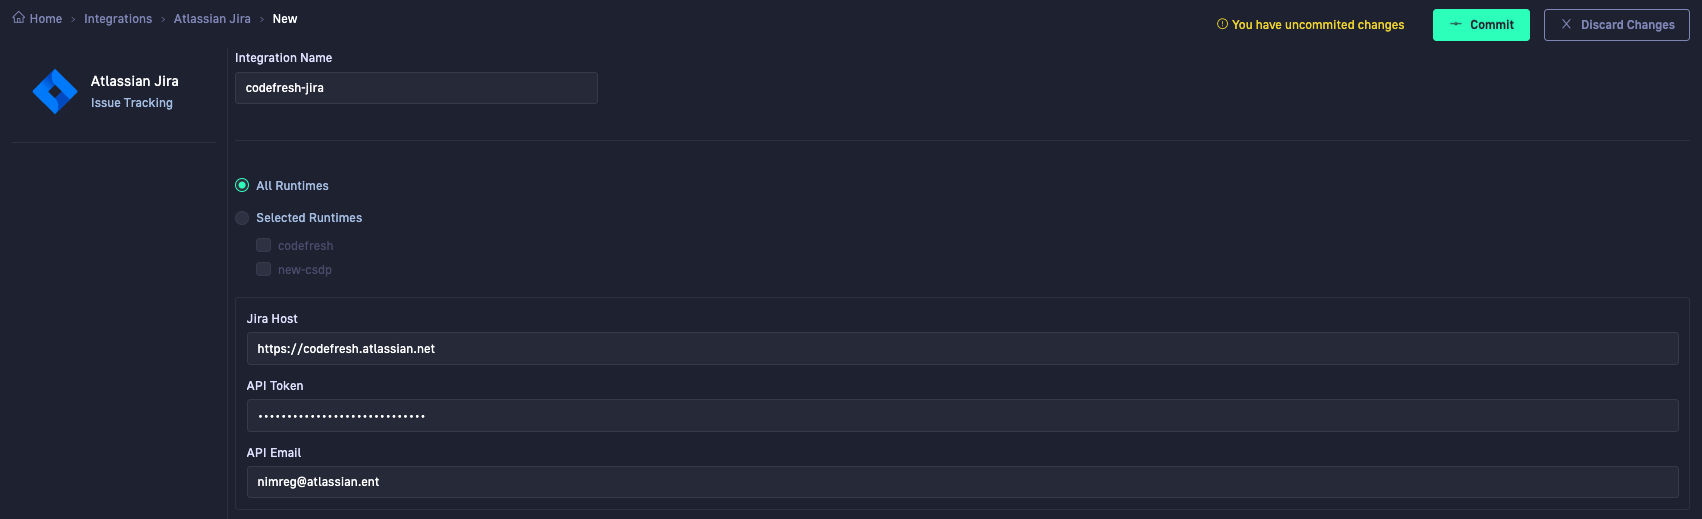 Home > Integrations > Atlassian Jira > New
You have uncommited changes
Commit
Discard Changes
Atlassian Jira
Issue Tracking
Integration Name
codefresh-jira
All Runtimes
Selected Runtimes
codefresh
new-csdp
Jira Host
https://codefresh.atlassian.net
API Token
•••••••••••••••••••••••••••••
API Email
nimreg@atlassian.ent